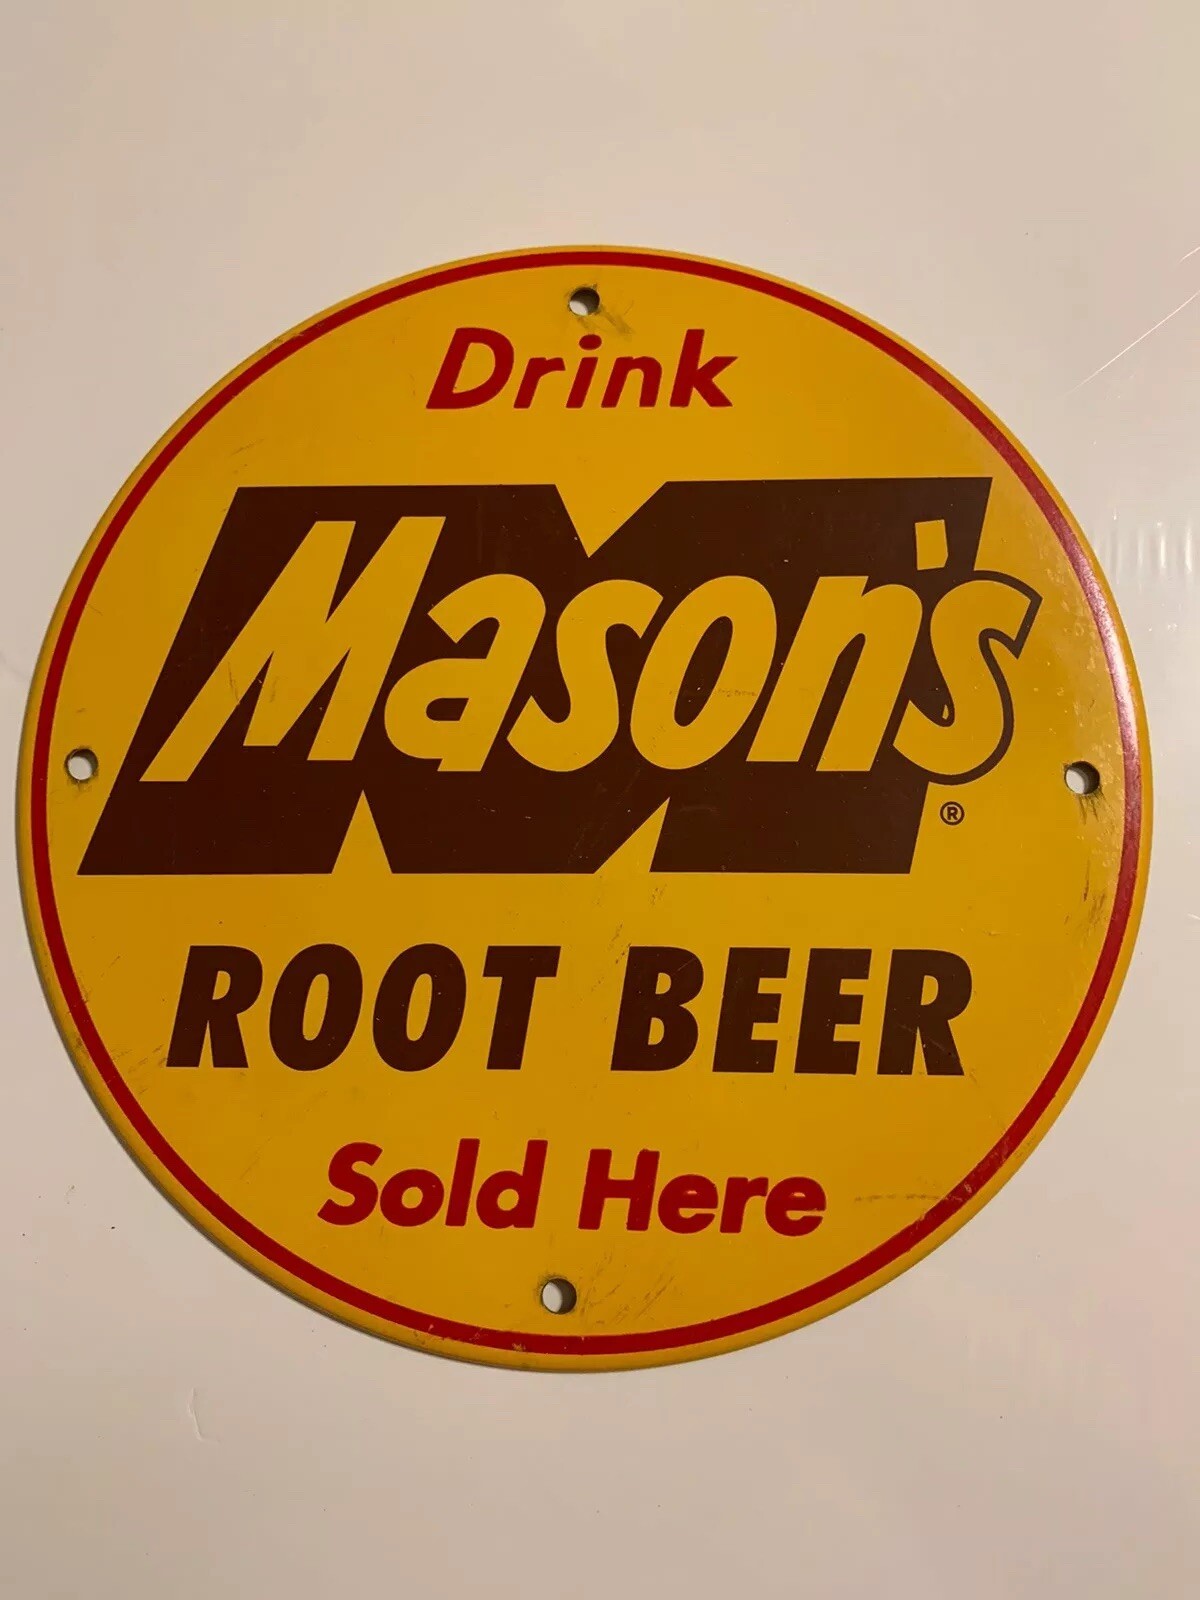 Drink
Mason's
®
ROOT BEER
Sold Here